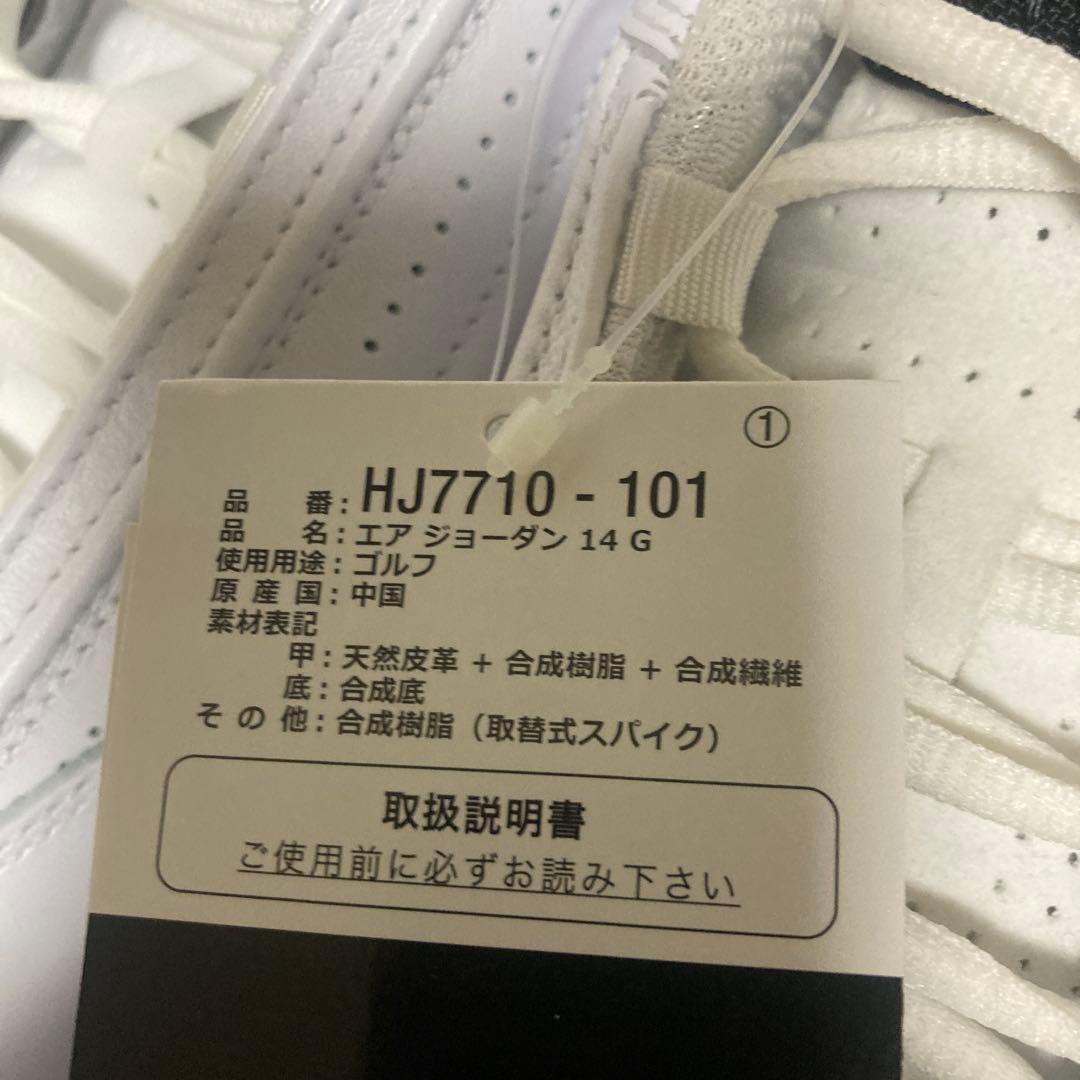 ①
品 番 : HJ7710 - 101
品 名 : エア ジョーダン 14 G
使用用途 : ゴルフ
原 産 国 : 中国
素材表記
甲 : 天然皮革 + 合成樹脂 + 合成繊維
底 : 合成底
そ の 他 : 合成樹脂（取替式スパイク）
取扱説明書
ご使用前に必ずお読み下さい